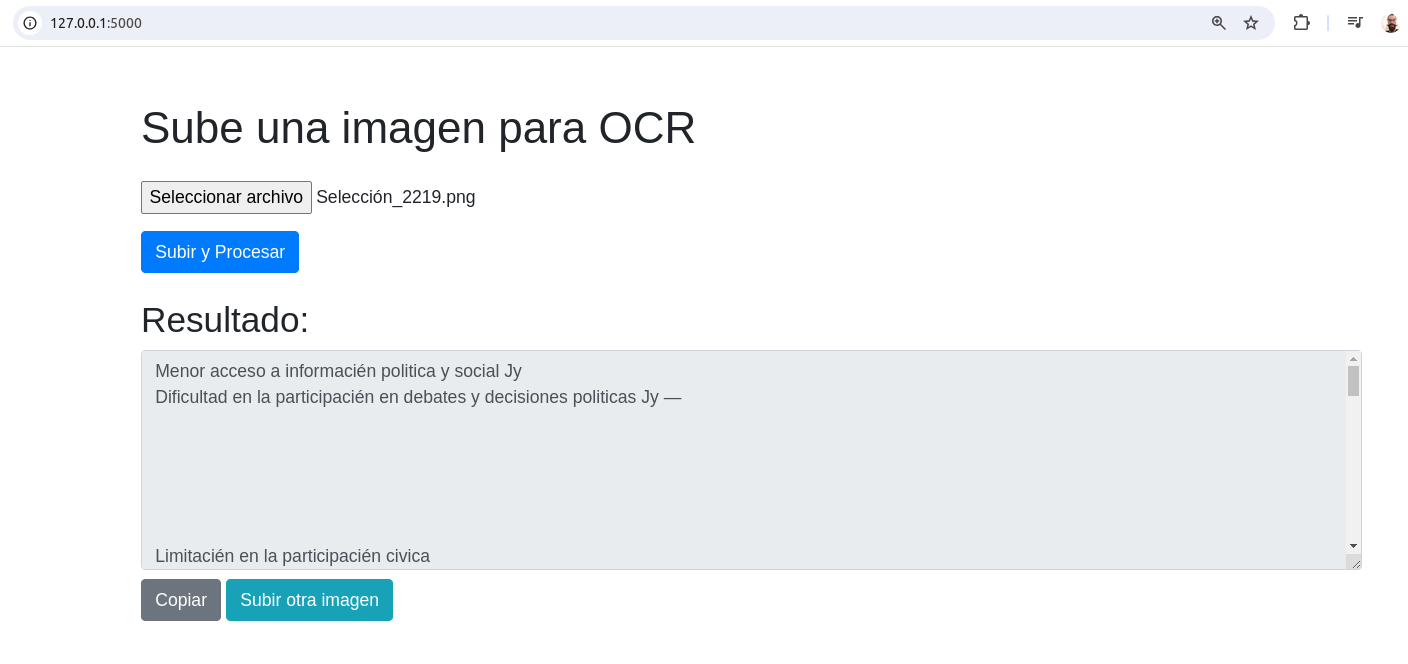 127.0.0.1:5000
Sube una imagen para OCR
Seleccionar archivo Selección_2219.png
Subir y Procesar
Resultado:
Menor acceso a informacién politica y social Jy
Dificultad en la participacién en debates y decisiones politicas Jy —
Limitacién en la participacién civica
Copiar Subir otra imagen